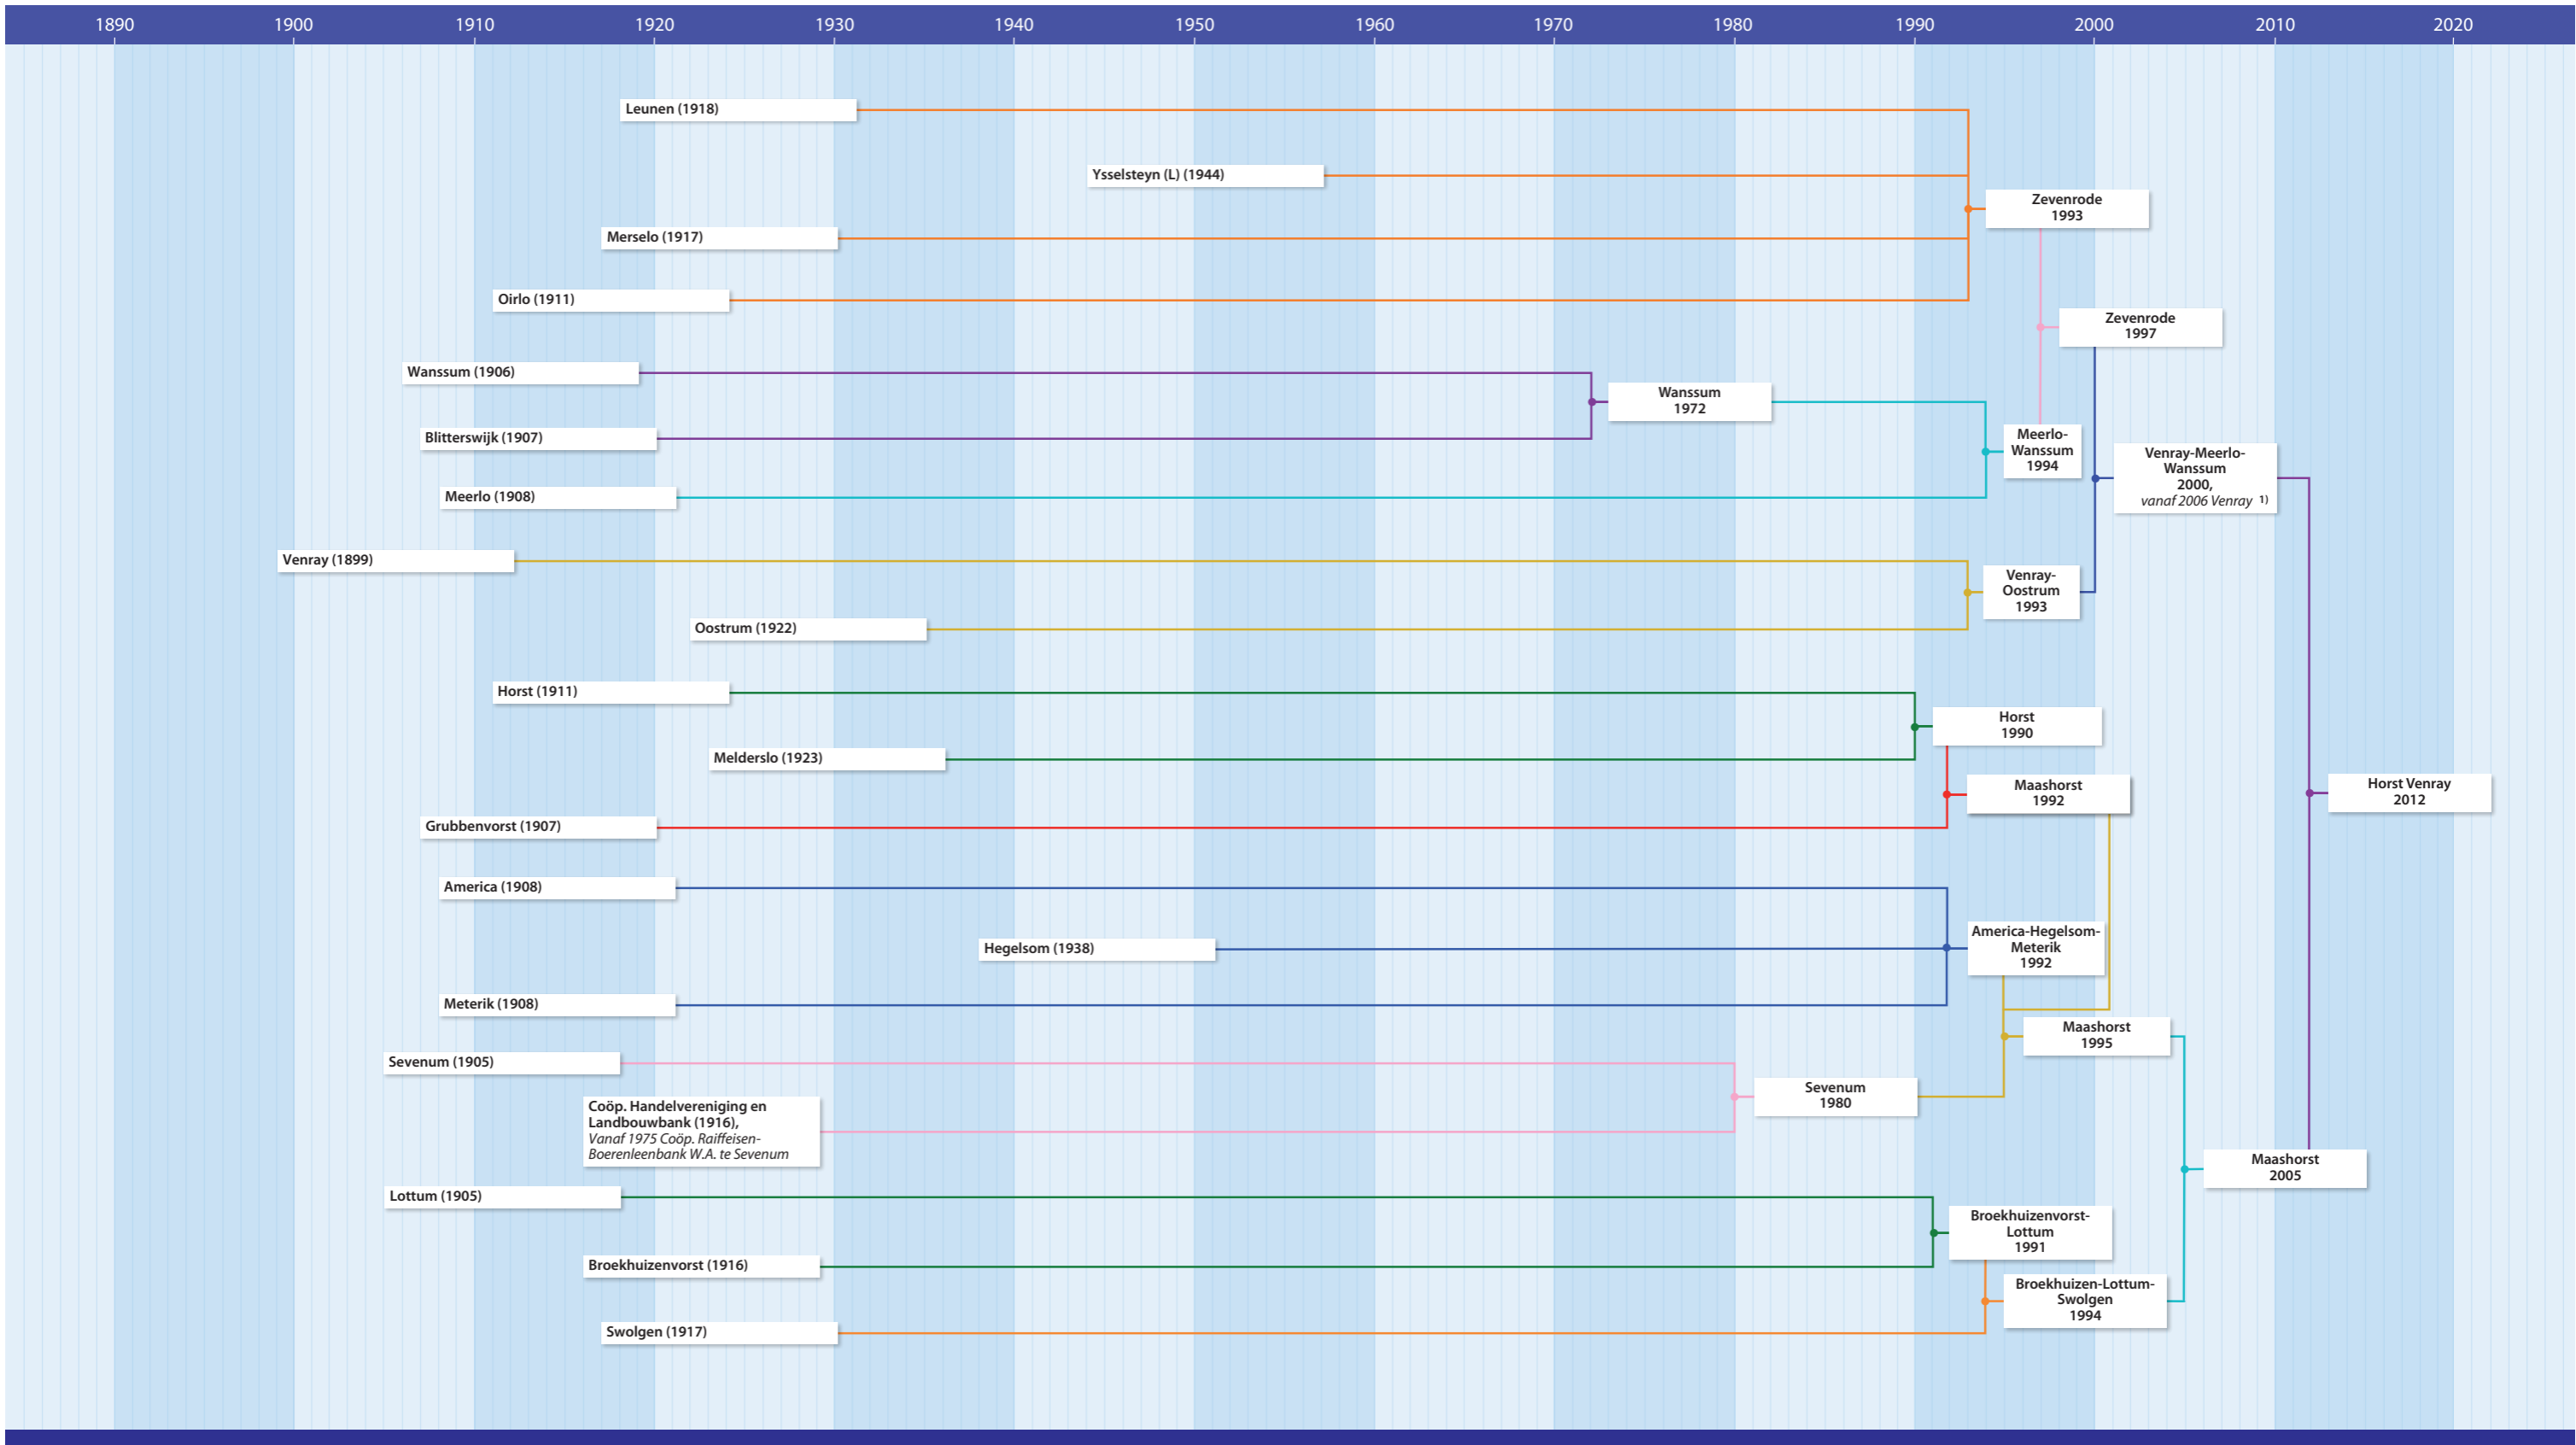 1890 1900 1910 1920 1930 1940 1950 1960 1970 1980 1990 2000 2010 2020
Leunen (1918)
Ysselsteyn (L) (1944)
Zevenrode
1993
Merselo (1917)
Oirlo (1911)
Zevenrode
1997
Wanssum (1906)
Wanssum
1972
Blitterswijk (1907)
Meerlo-
Wanssum
1994
Venray-Meerlo-
Wanssum
2000,
vanaf 2006 Venray 1)
Meerlo (1908)
Venray (1899)
Venray-
Oostrum
1993
Oostrum (1922)
Horst (1911)
Horst
1990
Melderslo (1923)
Maashorst
1992
Horst Venray
2012
Grubbenvorst (1907)
America (1908)
America-Hegelsom-
Meterik
1992
Hegelsom (1938)
Meterik (1908)
Maashorst
1995
Sevenum (1905)
Sevenum
1980
Coöp. Handelvereniging en
Landbouwbank (1916),
Vanaf 1975 Coöp. Raiffeisen-
Boerenleenbank W.A. te Sevenum
Maashorst
2005
Lottum (1905)
Broekhuizenvorst-
Lottum
1991
Broekhuizenvorst (1916)
Broekhuizen-Lottum-
Swolgen
1994
Swolgen (1917)